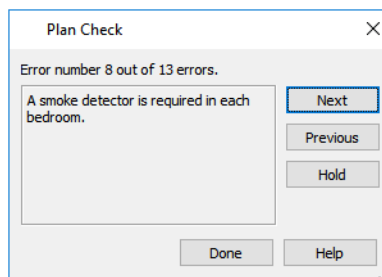 Plan Check
Error number 8 out of 13 errors.
A smoke detector is required in each
bedroom.
Next
Previous
Hold
Done
Help